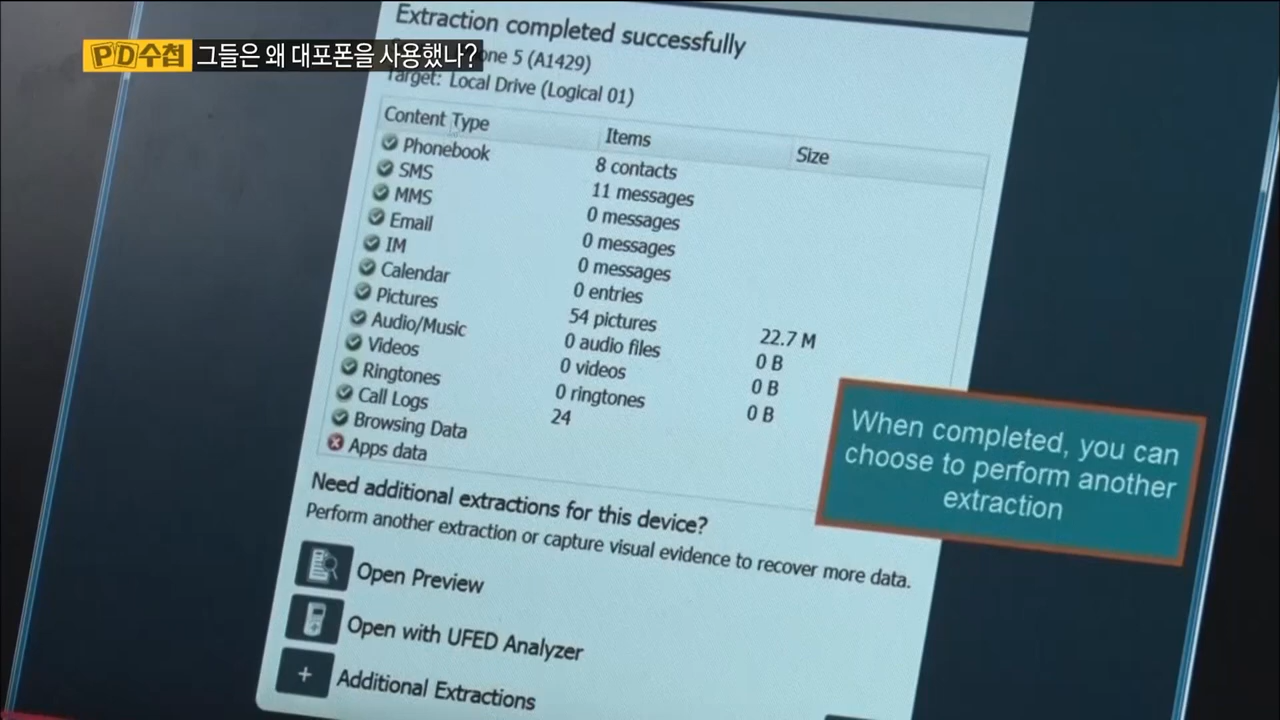 Extraction completed successfully
PD수첩 그들은 왜 대포폰을 사용했나?
one 5 (A1429)
Target: Local Drive (Logical 01)
Content Type Items Size
Phonebook 8 contacts
SMS 11 messages
MMS 0 messages
Email 0 messages
IM 0 messages
Calendar 0 entries
Pictures 54 pictures 22.7 M
Audio/Music 0 audio files 0 B
Videos 0 videos 0 B
Ringtones 0 ringtones 0 B
Call Logs 24
Browsing Data
Apps data
When completed, you can
choose to perform another
extraction
Need additional extractions for this device?
Perform another extraction or capture visual evidence to recover more data.
Open Preview
Open with UFED Analyzer
Additional Extractions